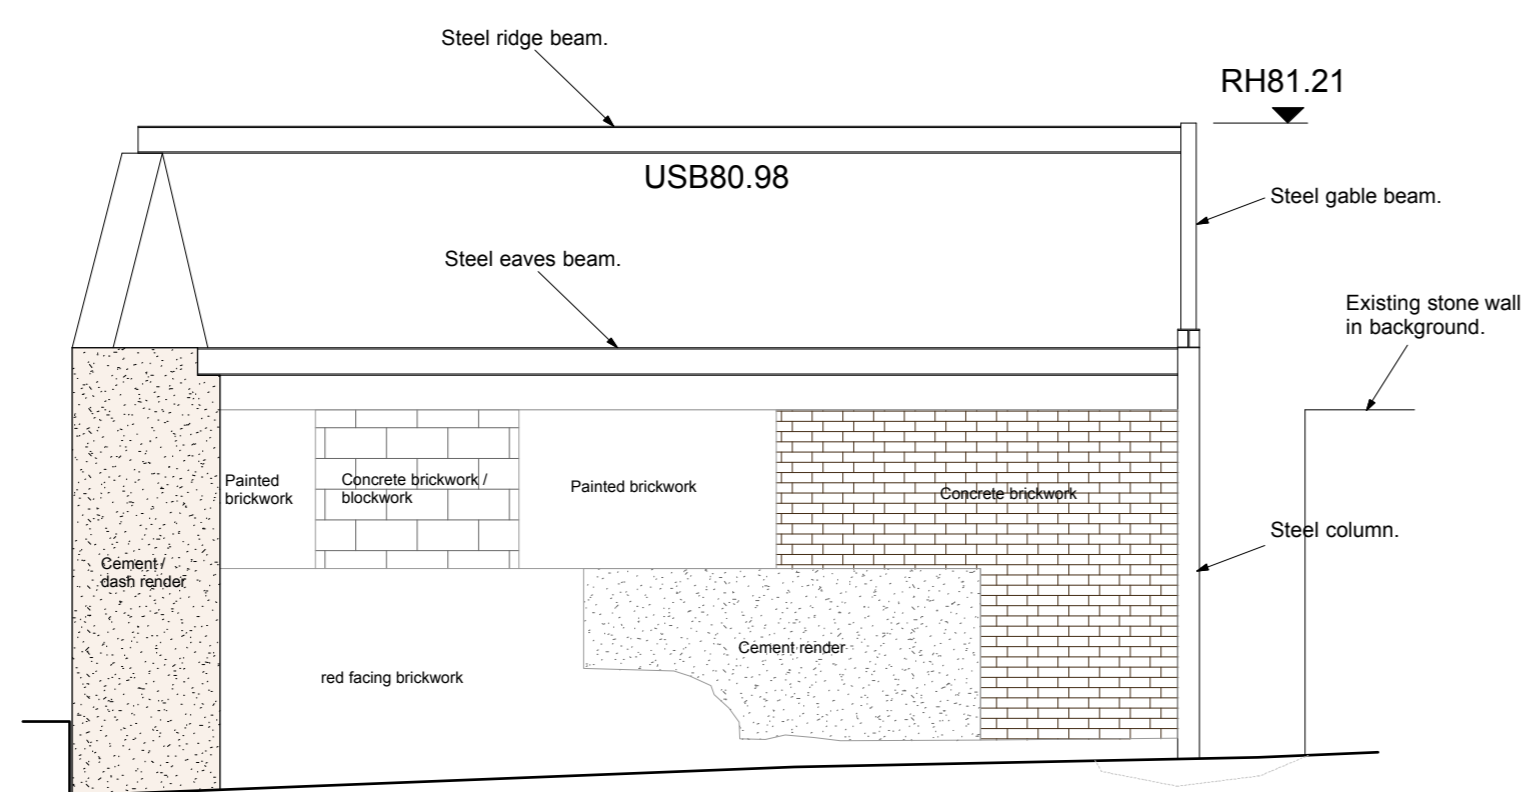 Steel ridge beam.
RH81.21
USB80.98
Steel gable beam.
Steel eaves beam.
Existing stone wall
in background.
Painted
brickwork
Concrete brickwork /
blockwork
Painted brickwork
Concrete brickwork
Steel column.
Cement /
dash render
Cement render
red facing brickwork